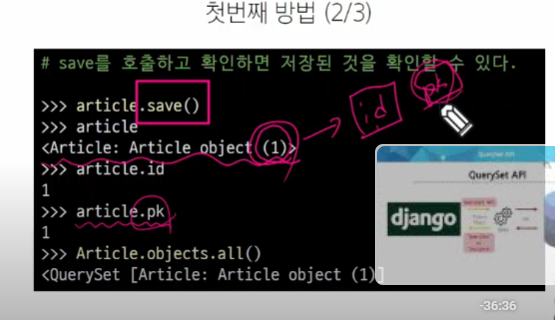 첫번째 방법 (2/3)
# save를 호출하고 확인하면 저장된 것을 확인할 수 있다.
>>> article.save()
>>> article
<Article: Article object (1)>
id
pk
>>> article.id
1
>>> article.pk
1
>>> Article.objects.all()
<QuerySet [Article: Article object (1)]
QuerySet API
QuerySet API
django
-36:36